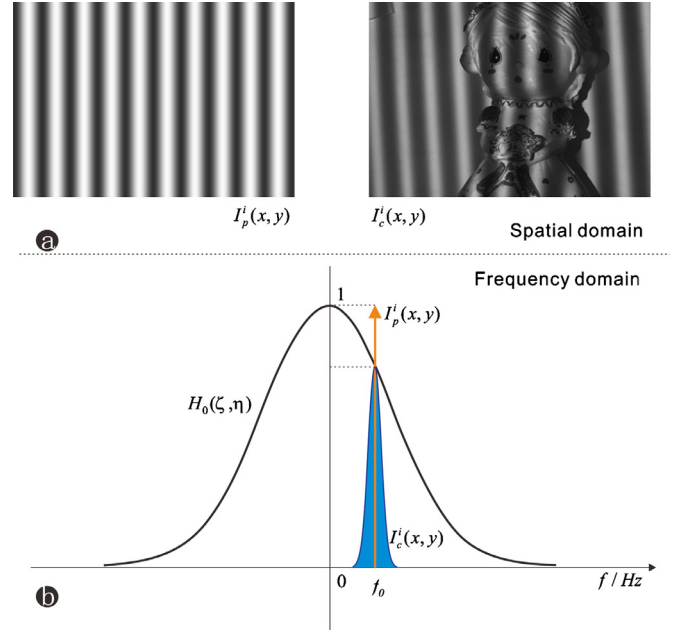 I_p^i(x, y)
I_c^i(x, y)
a
Spatial domain
Frequency domain
1
I_p^i(x, y)
H_0(ζ ,η)
I_c^i(x, y)
0
f_0
f / Hz
b